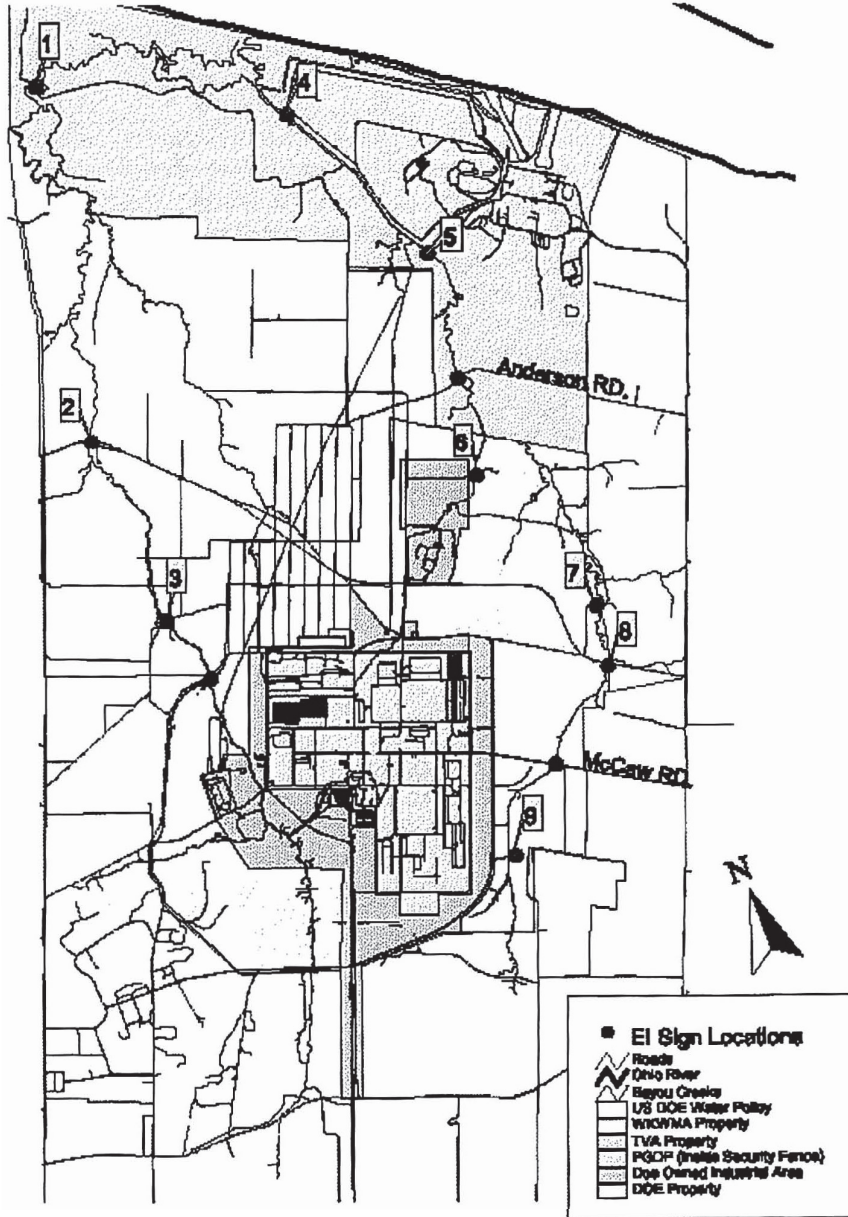 1
4
5
Anderson RD.
2
6
3
7
8
McCaw RD.
9
N
EI Sign Locations
Roads
Ohio River
Bayou Creeks
US DOE Water Policy
WKWMA Property
TVA Property
PGDP (Inside Security Fence)
Doe Owned Industrial Area
DOE Property